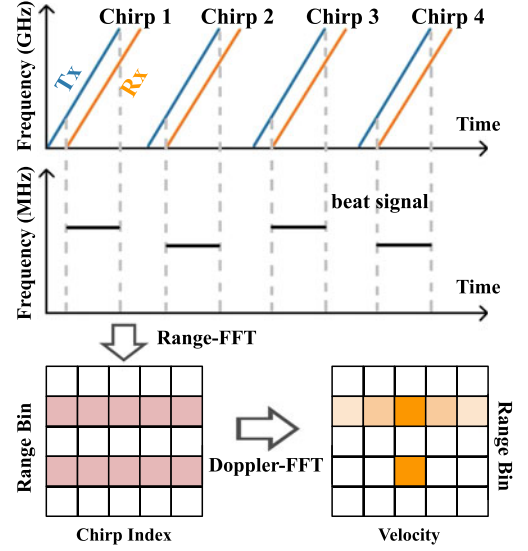 Frequency (GHz)
Chirp 1
Chirp 2
Chirp 3
Chirp 4
Tx
Rx
Time
Frequency (MHz)
beat signal
Time
Range-FFT
Range Bin
Doppler-FFT
Range Bin
Chirp Index
Velocity